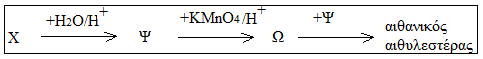 +H2O/H+ +KMnO4/H+ +Ψ
Χ Ψ Ω αιθανικός
αιθυλεστέρας